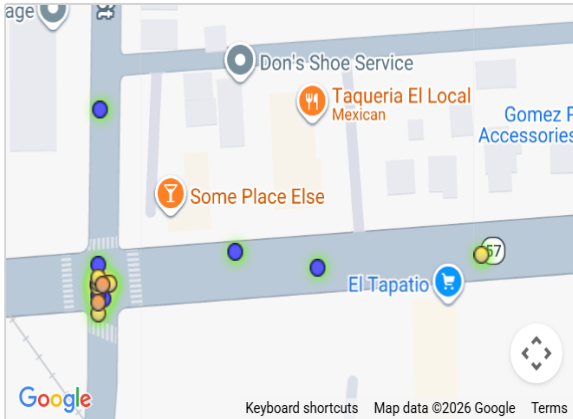 age
Don's Shoe Service
Taqueria El Local
Mexican
Gomez
Accessories
Some Place Else
57
El Tapatio
Google
Keyboard shortcuts
Map data ©2026 Google
Terms